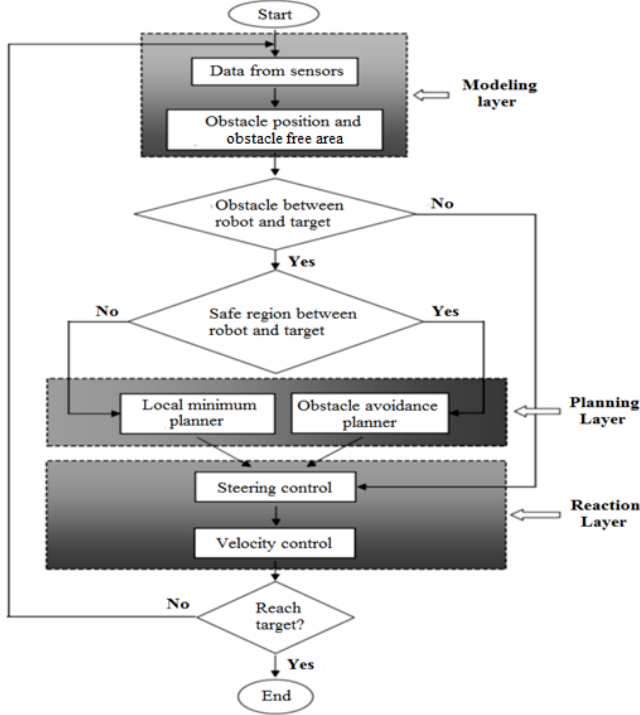 Start
Data from sensors
Modeling
layer
Obstacle position and
obstacle free area
Obstacle between
robot and target
No
Yes
No
Safe region between
robot and target
Yes
Local minimum
planner
Obstacle avoidance
planner
Planning
Layer
Steering control
Reaction
Layer
Velocity control
No
Reach
target?
Yes
End